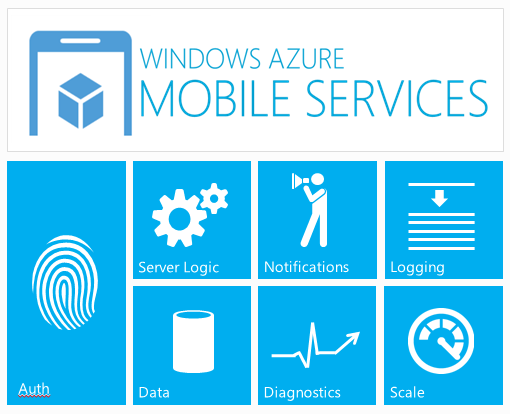 WINDOWS AZURE
MOBILE SERVICES
Server Logic
Notifications
Logging
Auth
Data
Diagnostics
Scale